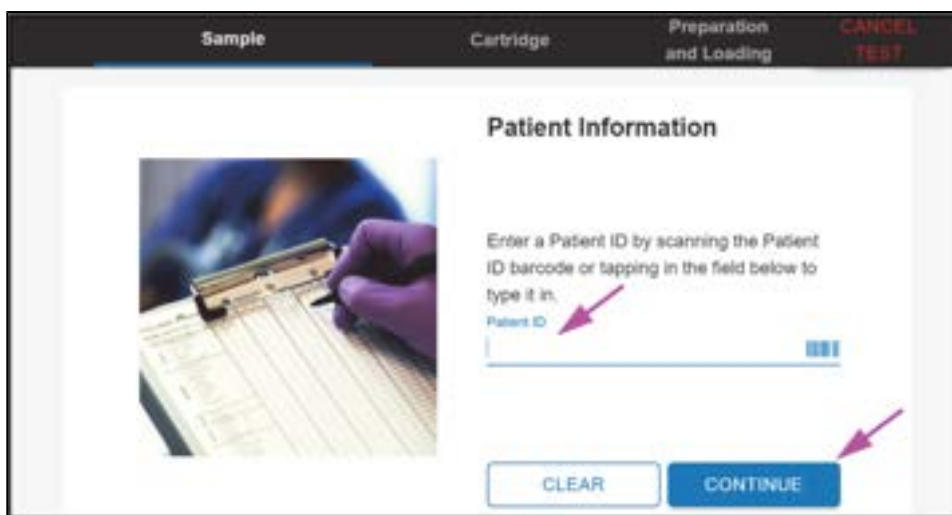 Sample
Cartridge
Preparation
and Loading
CANCEL
TEST
Patient Information
Enter a Patient ID by scanning the Patient
ID barcode or tapping in the field below to
type it in.
Patient ID
CLEAR
CONTINUE